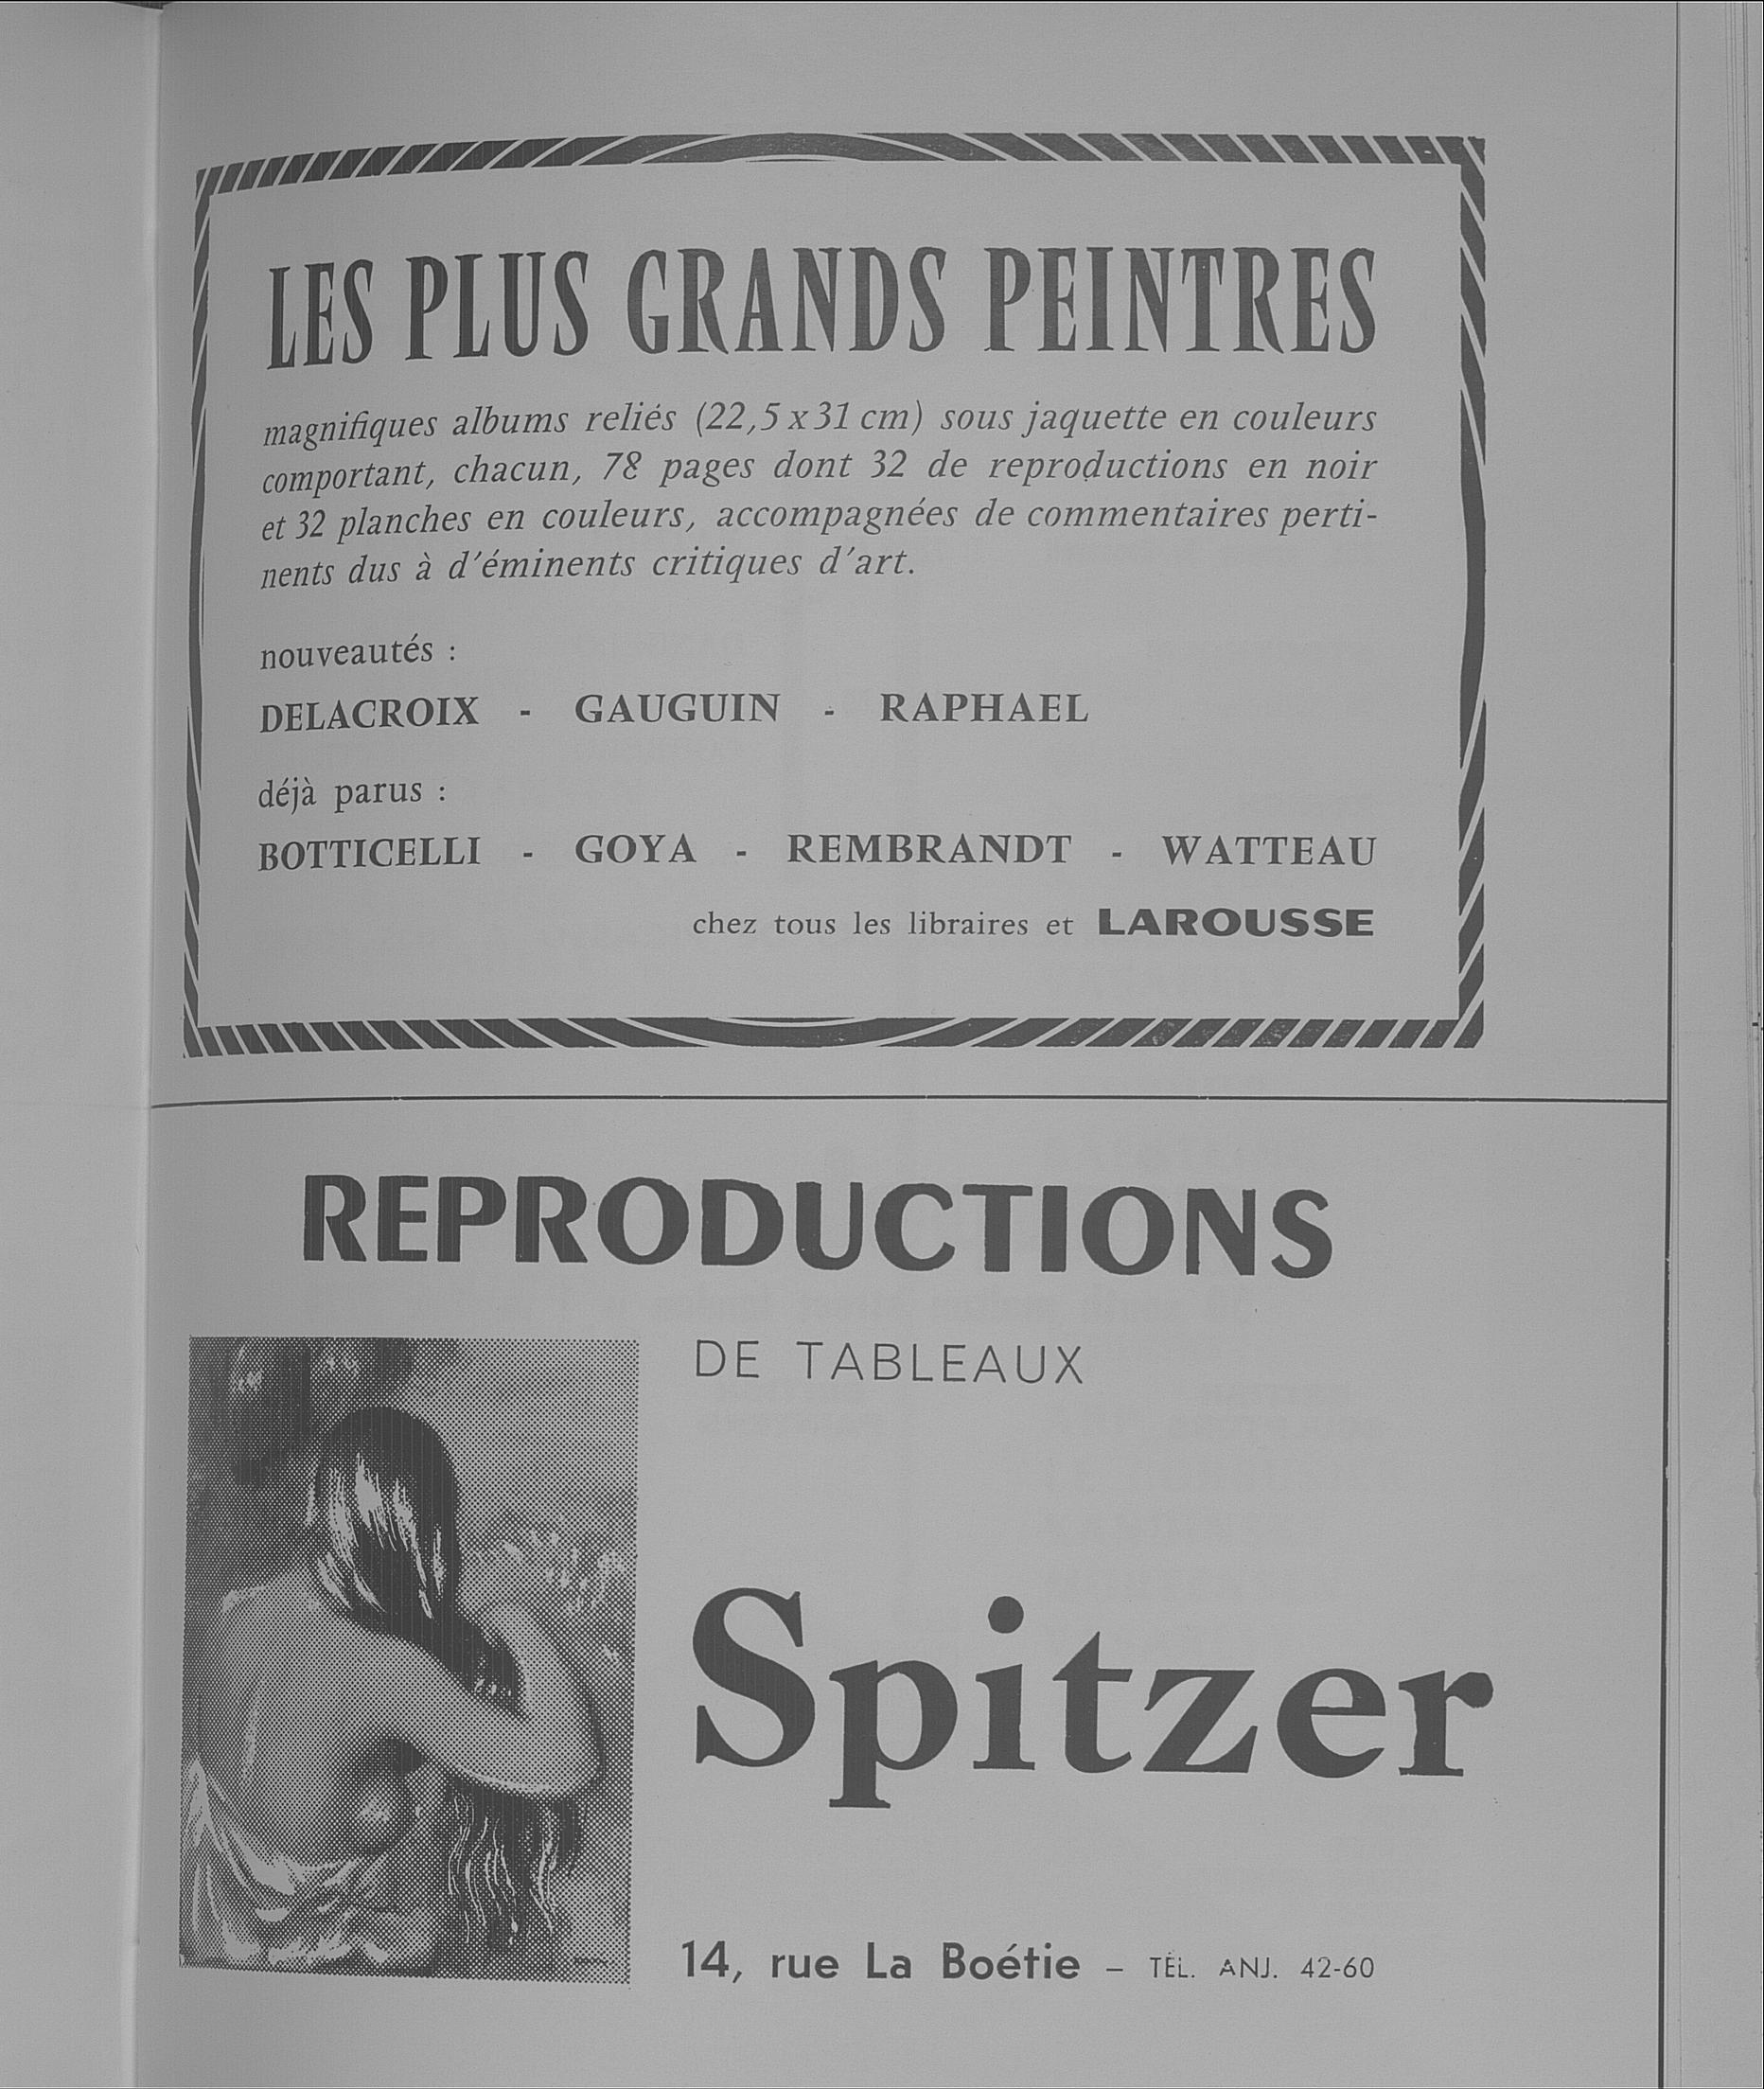 LES PLUS GRANDS PEINTRES
magnifiques albums reliés (22,5 x 31 cm) sous jaquette en couleurs
comportant, chacun, 78 pages dont 32 de reproductions en noir
et 32 planches en couleurs, accompagnées de commentaires perti-
nents dus à d'éminents critiques d'art.
nouveautés :
DELACROIX - GAUGUIN - RAPHAEL
déjà parus :
BOTTICELLI - GOYA - REMBRANDT - WATTEAU
chez tous les libraires et LAROUSSE
REPRODUCTIONS
DE TABLEAUX
Spitzer
14, rue La Boétie – TÉL. ANJ. 42-60